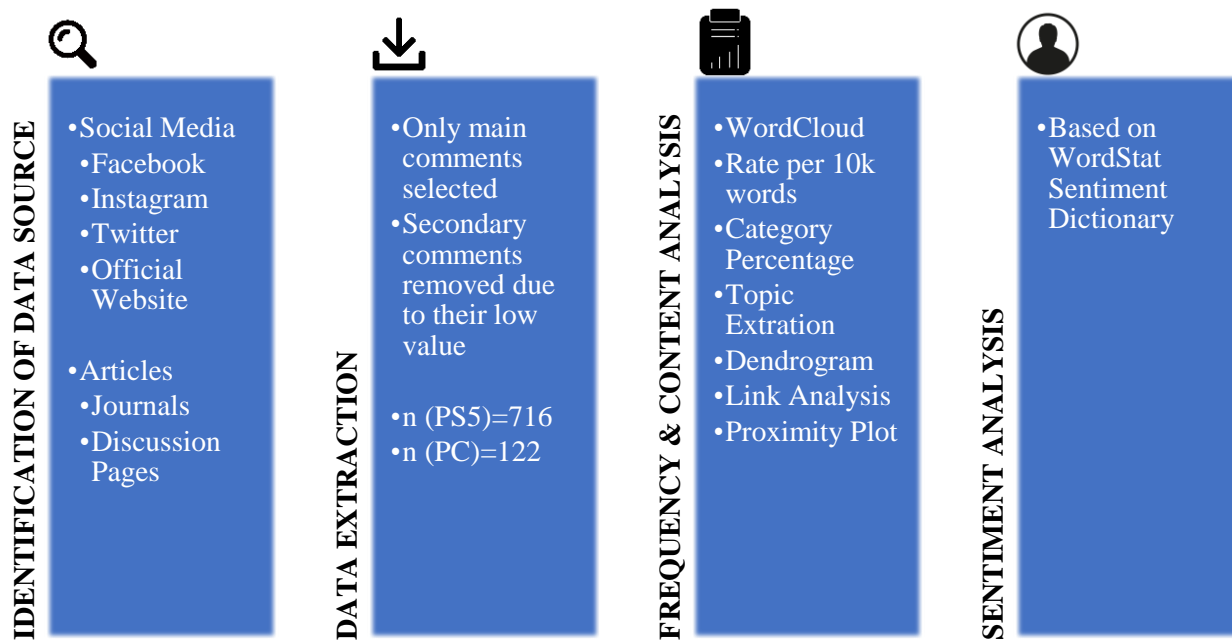 IDENTIFICATION OF DATA SOURCE
•Social Media
•Facebook
•Instagram
•Twitter
•Official
Website
•Articles
•Journals
•Discussion
Pages
DATA EXTRACTION
•Only main
comments
selected
•Secondary
comments
removed due
to their low
value
•n (PS5)=716
•n (PC)=122
FREQUENCY & CONTENT ANALYSIS
•WordCloud
•Rate per 10k
words
•Category
Percentage
•Topic
Extration
•Dendrogram
•Link Analysis
•Proximity Plot
SENTIMENT ANALYSIS
•Based on
WordStat
Sentiment
Dictionary